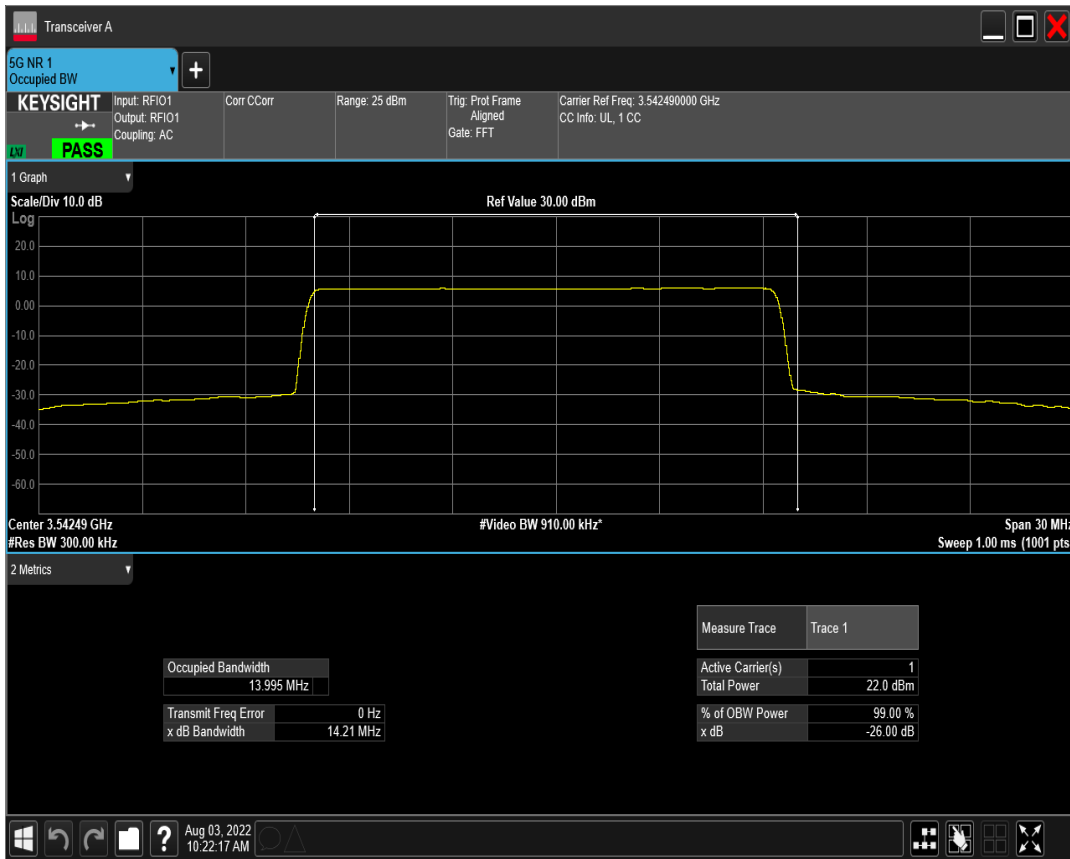 Transceiver A
5G NR 1
Occupied BW
KEYSIGHT
LXI
PASS
Input: RFIO1
Output: RFIO1
Coupling: AC
Corr CCorr
Range: 25 dBm
Trig: Prot Frame
Aligned
Gate: FFT
Carrier Ref Freq: 3.542490000 GHz
CC Info: UL, 1 CC
1 Graph
Scale/Div 10.0 dB
Ref Value 30.00 dBm
Log
20.0
10.0
0.00
-10.0
-20.0
-30.0
-40.0
-50.0
-60.0
Center 3.54249 GHz
#Video BW 910.00 kHz*
Span 30 MHz
#Res BW 300.00 kHz
Sweep 1.00 ms (1001 pts
2 Metrics
Measure Trace Trace 1
Occupied Bandwidth
13.995 MHz
Active Carrier(s) 1
Total Power 22.0 dBm
Transmit Freq Error 0 Hz
x dB Bandwidth 14.21 MHz
% of OBW Power 99.00 %
x dB -26.00 dB
?
Aug 03, 2022
10:22:17 AM